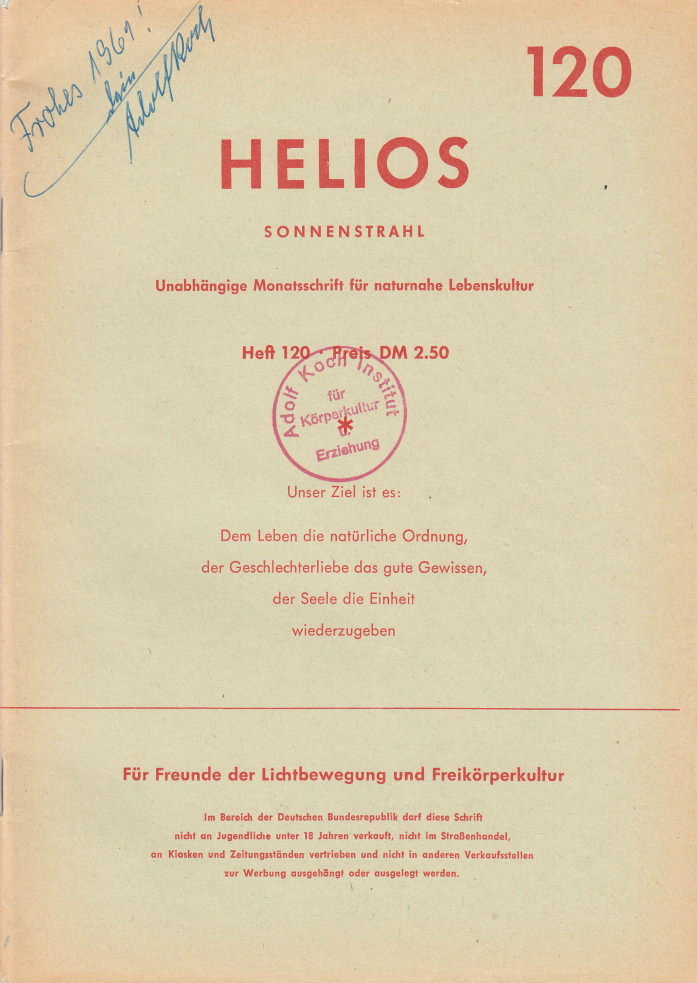 Frohes 1961!
Dein
Adolf Koch
120
HELIOS
SONNENSTRAHL
Unabhängige Monatsschrift für naturnahe Lebenskultur
Heft 120 · Preis DM 2.50
Adolf Koch Institut
für
Körperkultur
*
u.
Erziehung
Unser Ziel ist es:
Dem Leben die natürliche Ordnung,
der Geschlechterliebe das gute Gewissen,
der Seele die Einheit
wiederzugeben
Für Freunde der Lichtbewegung und Freikörperkultur
Im Bereich der Deutschen Bundesrepublik darf diese Schrift
nicht an Jugendliche unter 18 Jahren verkauft, nicht im Straßenhandel,
an Kiosken und Zeitungsständen vertrieben und nicht in anderen Verkaufsstellen
zur Werbung ausgehängt oder ausgelegt werden.